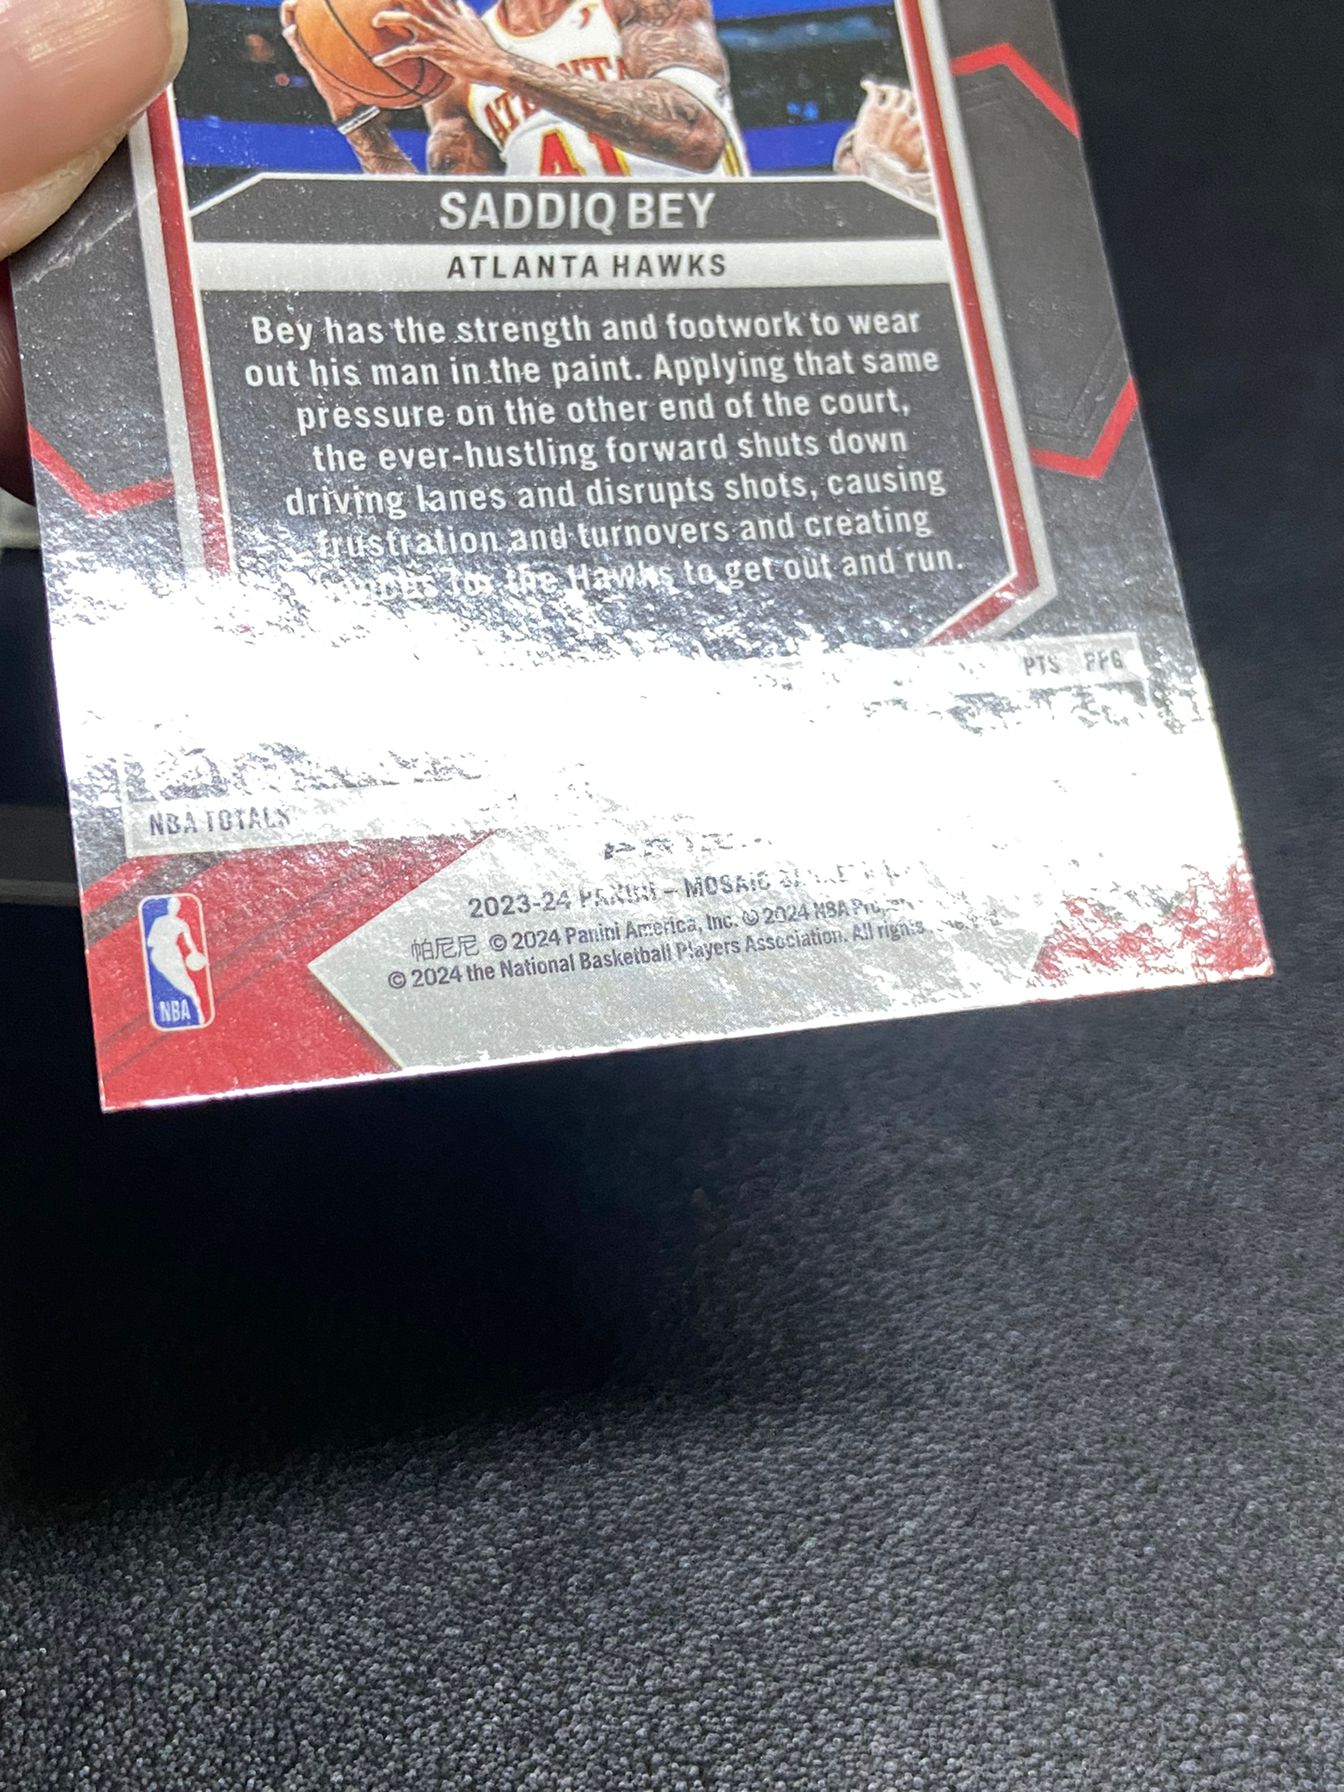 ATLANTA
41
SADDIQ BEY
ATLANTA HAWKS
Bey has the strength and footwork to wear
out his man in the paint. Applying that same
pressure on the other end of the court,
the ever-hustling forward shuts down
driving lanes and disrupts shots, causing
frustration and turnovers and creating
for the Hawks to get out and run.
PTS PPG
NBA TOTALS
2023-24 PANINI – MOSAIC
帕尼尼 © 2024 Panini America, Inc. © 2024 NBA
© 2024 the National Basketball Players Association. All rights
NBA